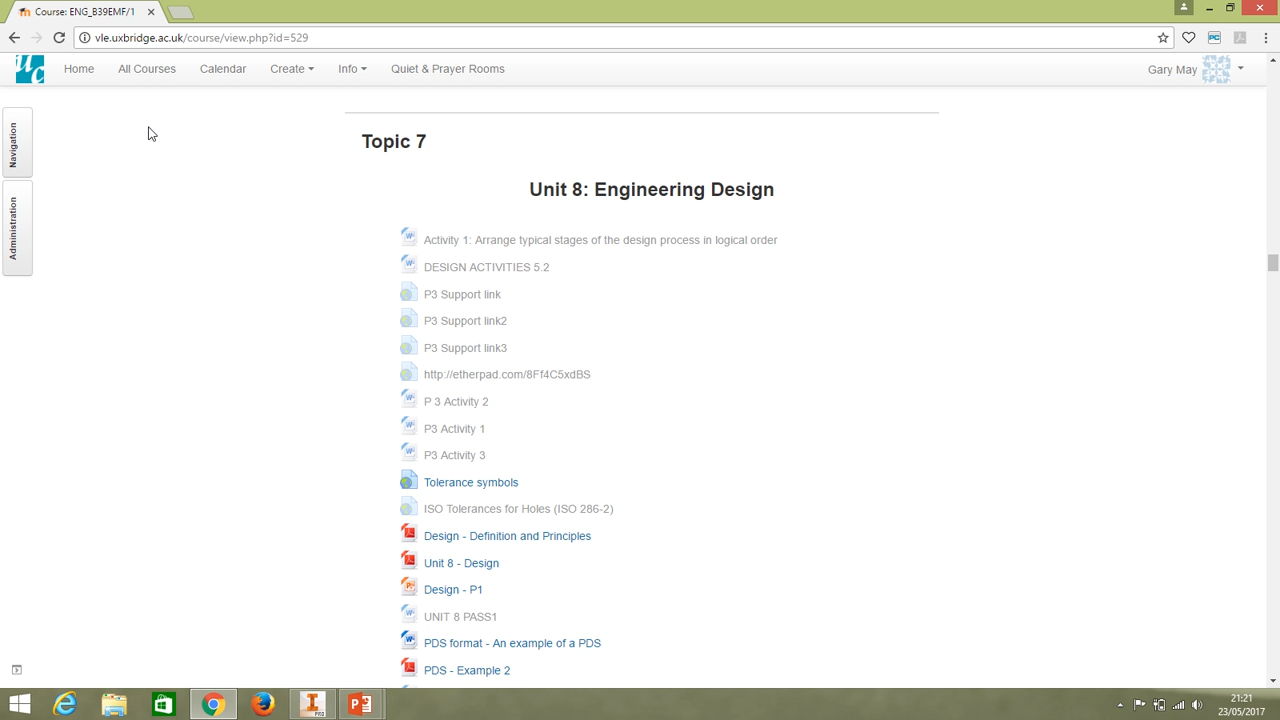 Course: ENG_B39EMF/1
vle.uxbridge.ac.uk/course/view.php?id=529
uc Home All Courses Calendar Create Info Quiet & Prayer Rooms Gary May
Navigation
Administration
Topic 7
Unit 8: Engineering Design
Activity 1: Arrange typical stages of the design process in logical order
DESIGN ACTIVITIES 5.2
P3 Support link
P3 Support link2
P3 Support link3
http://etherpad.com/8Ff4C5xdBS
P 3 Activity 2
P3 Activity 1
P3 Activity 3
Tolerance symbols
ISO Tolerances for Holes (ISO 286-2)
Design - Definition and Principles
Unit 8 - Design
Design - P1
UNIT 8 PASS1
PDS format - An example of a PDS
PDS - Example 2
21:21
23/05/2017